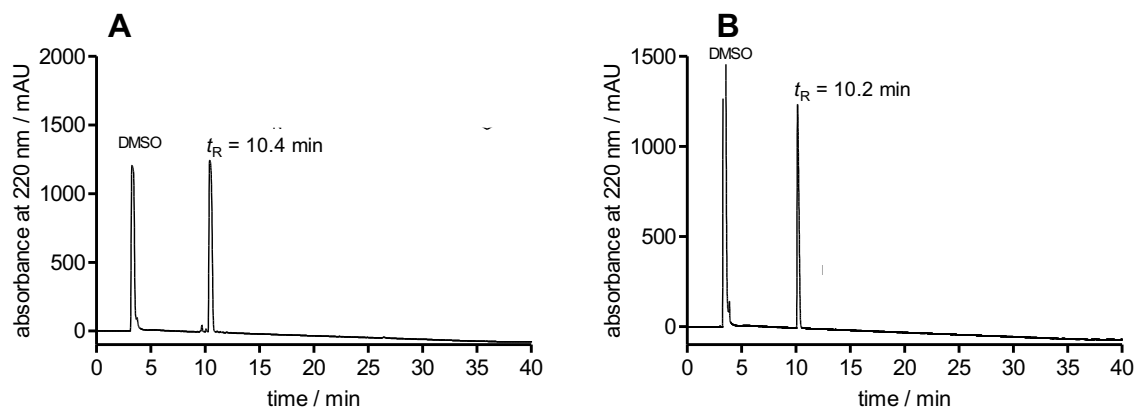 A
absorbance at 220 nm / mAU
2000
1500
1000
500
0
DMSO
tR = 10.4 min
0 5 10 15 20 25 30 35 40
time / min
B
absorbance at 220 nm / mAU
1500
1000
500
0
DMSO
tR = 10.2 min
0 5 10 15 20 25 30 35 40
time / min